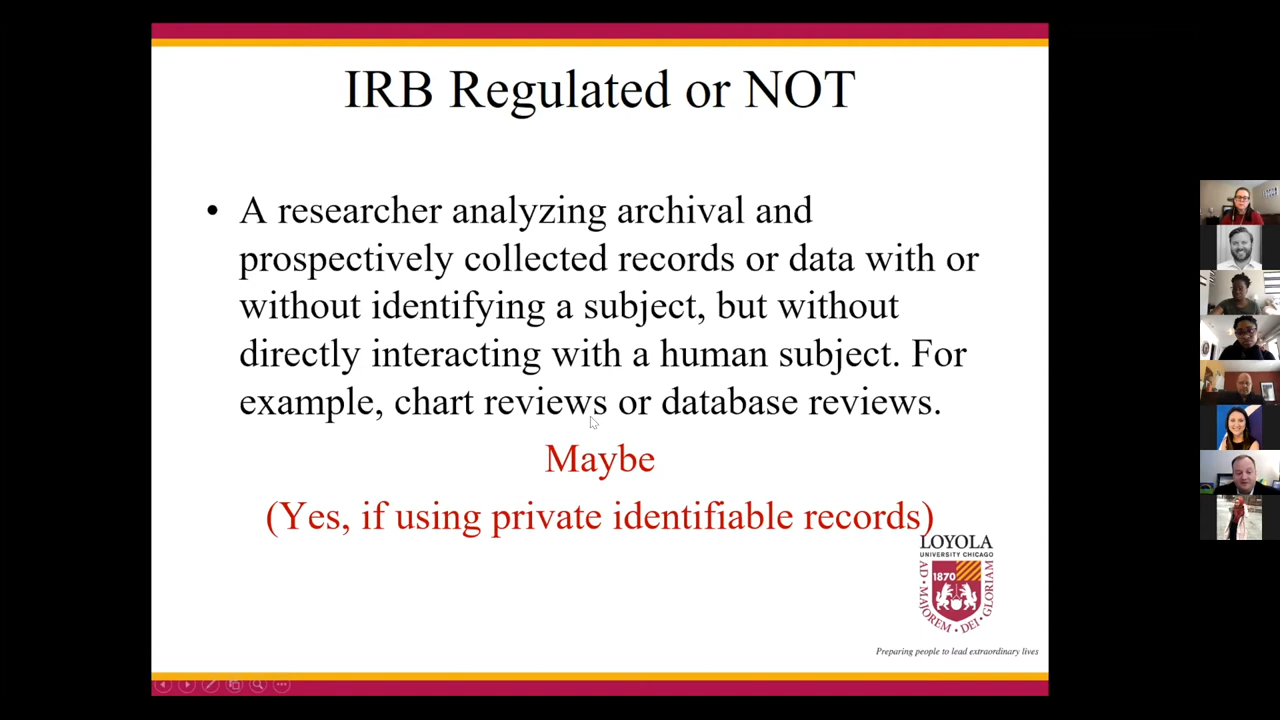 IRB Regulated or NOT
• A researcher analyzing archival and
prospectively collected records or data with or
without identifying a subject, but without
directly interacting with a human subject. For
example, chart reviews or database reviews.
Maybe
(Yes, if using private identifiable records)
LOYOLA
UNIVERSITY CHICAGO
1870
AD MAJOREM DEI GLORIAM
Preparing people to lead extraordinary lives